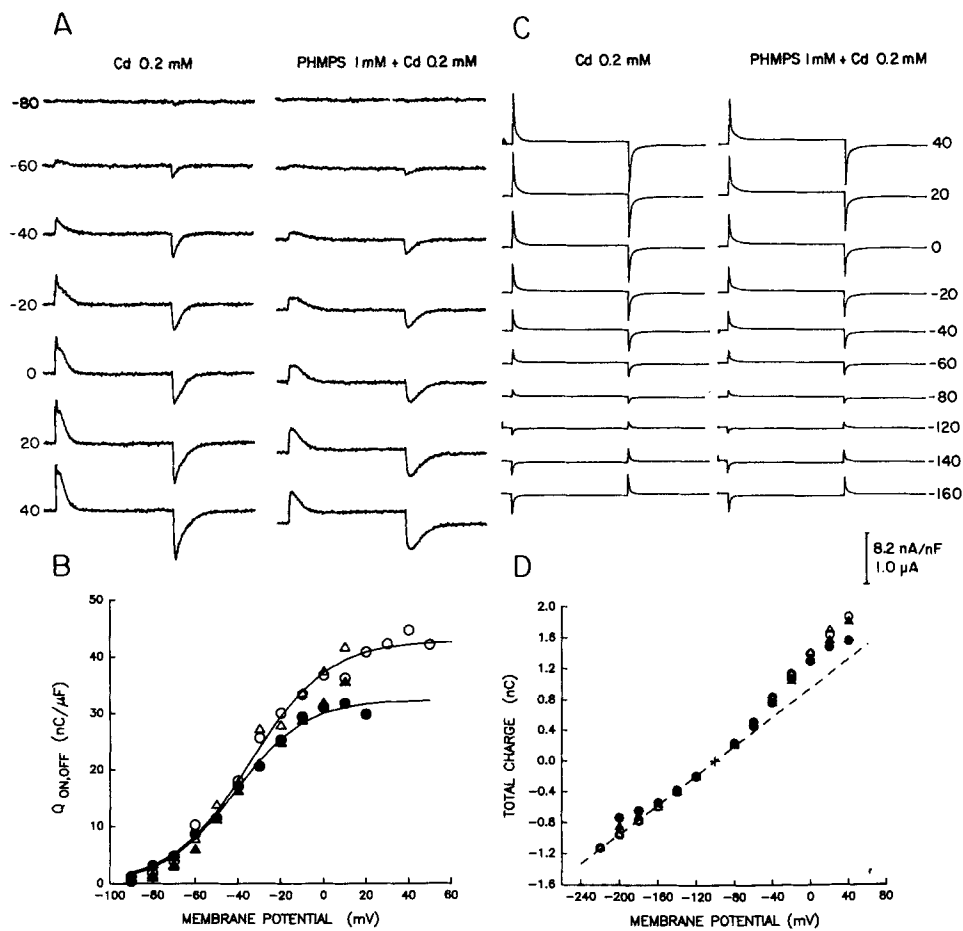 A
Cd 0.2 mM
PHMPS 1mM + Cd 0.2 mM
-80
-60
-40
-20
0
20
40
C
Cd 0.2 mM
PHMPS 1mM + Cd 0.2 mM
40
20
0
-20
-40
-60
-80
-120
-140
-160
8.2 nA/nF
1.0 µA
B
50
40
30
20
10
0
Q ON,OFF (nC/µF)
-100 -80 -60 -40 -20 0 20 40 60
MEMBRANE POTENTIAL (mV)
D
2.0
1.6
1.2
0.8
0.4
0.0
-0.4
-0.8
-1.2
-1.6
TOTAL CHARGE (nC)
-240 -200 -160 -120 -80 -40 0 40 80
MEMBRANE POTENTIAL (mV)